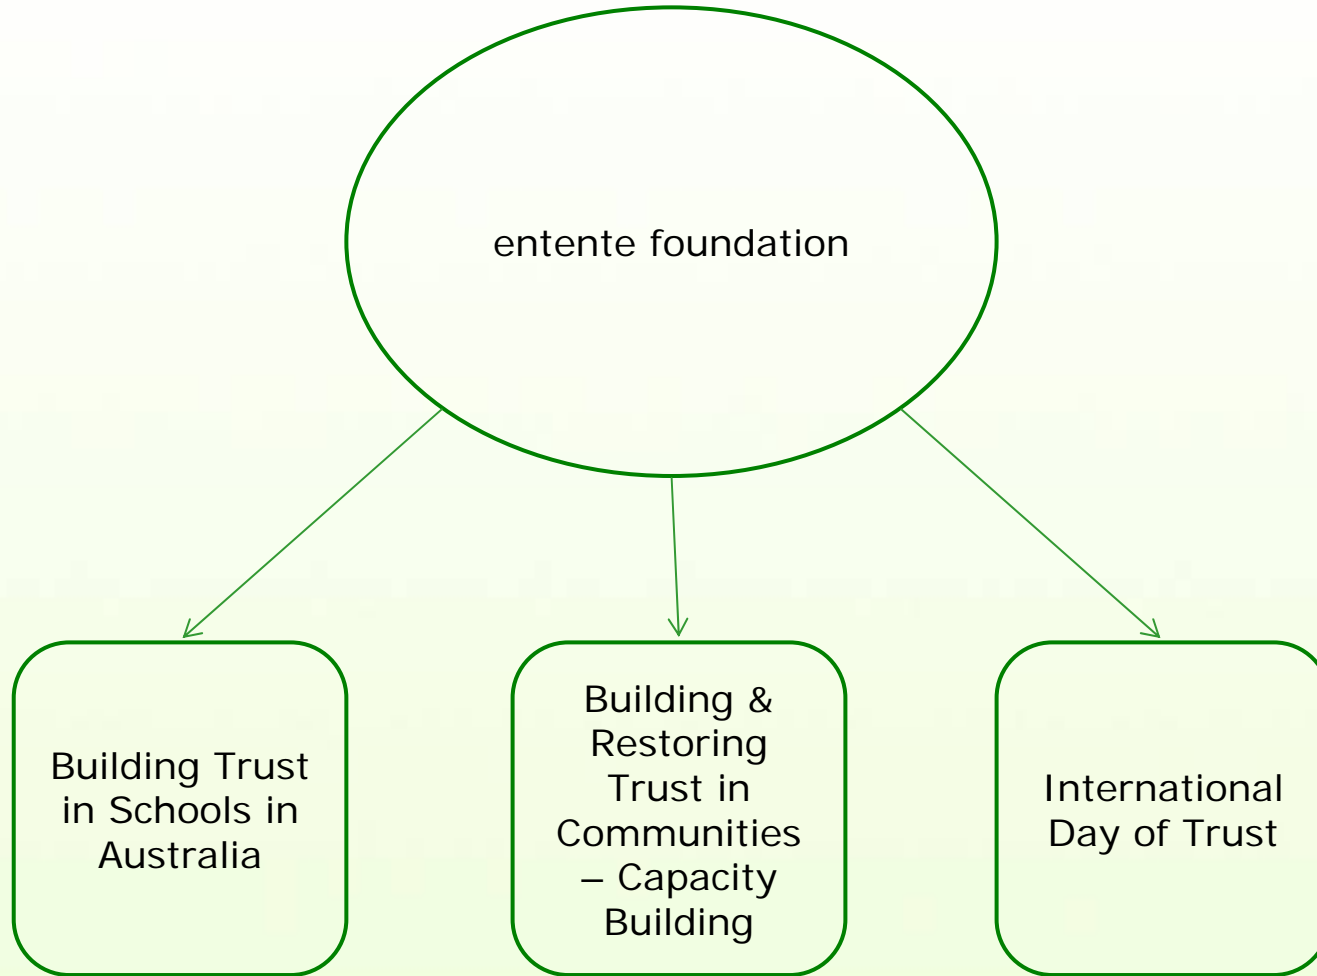 entente foundation
Building Trust
in Schools in
Australia
Building &
Restoring
Trust in
Communities
– Capacity
Building
International
Day of Trust